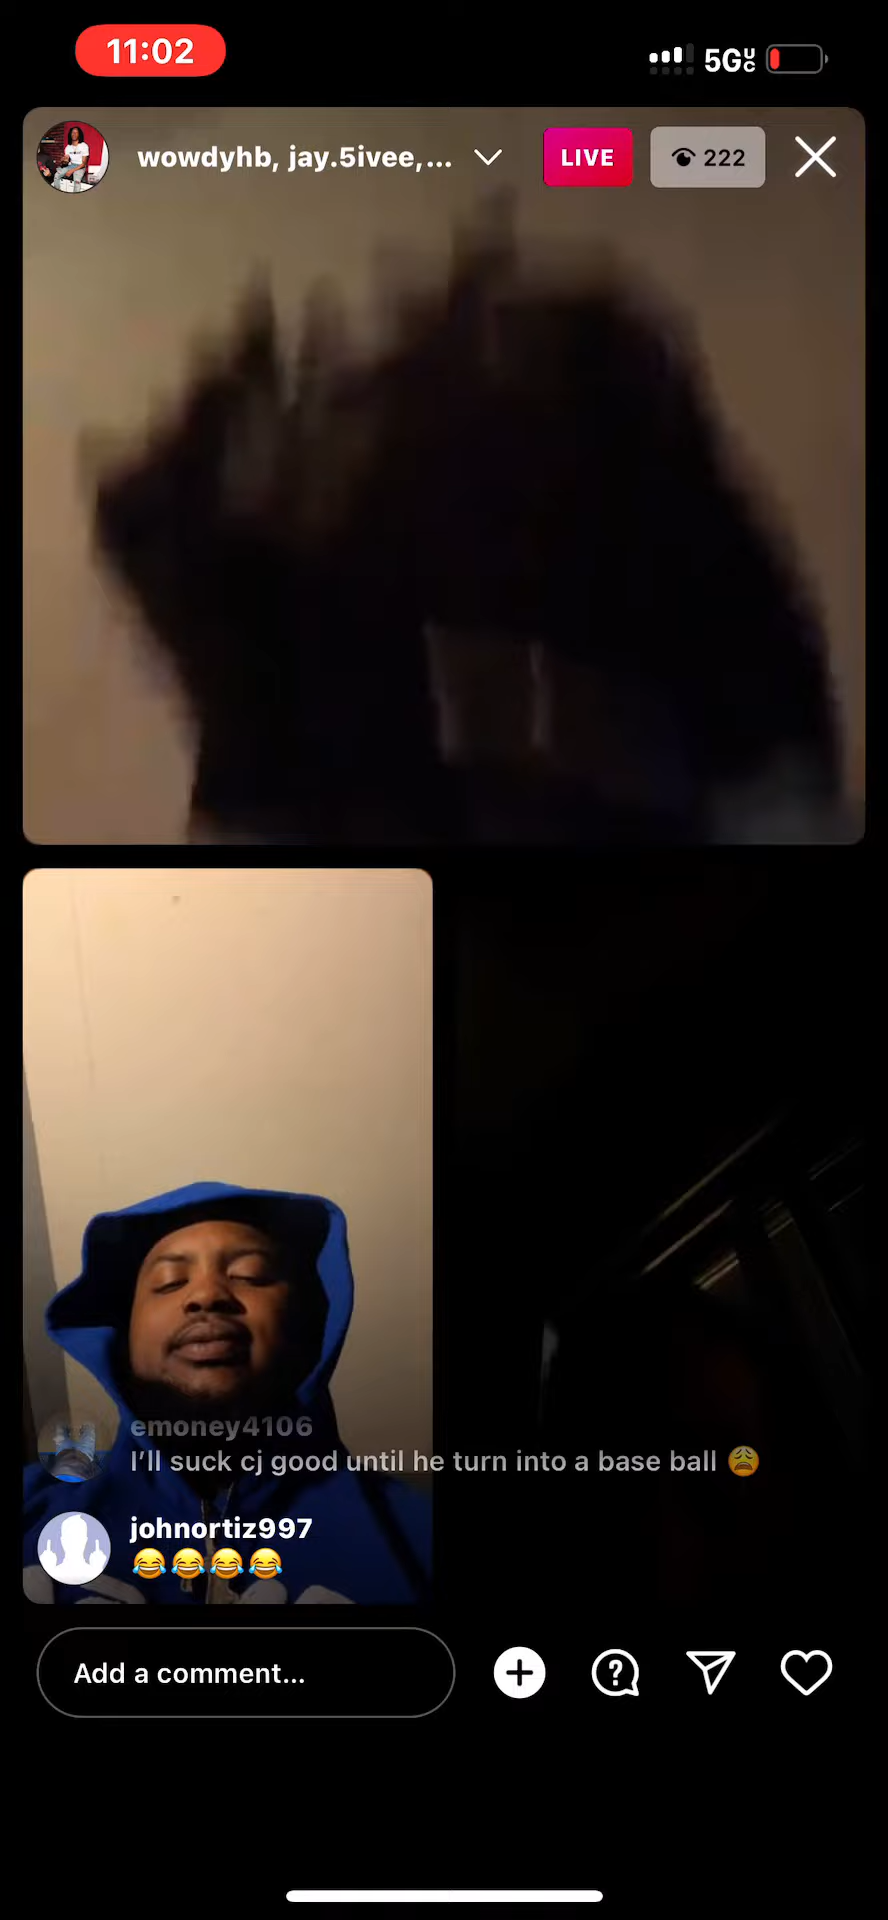 11:02
5GUC
wowdyhb, jay.5ivee,...
LIVE
222
emoney4106
I'll suck cj good until he turn into a base ball 😩
johnortiz997
😂😂😂😂
Add a comment...